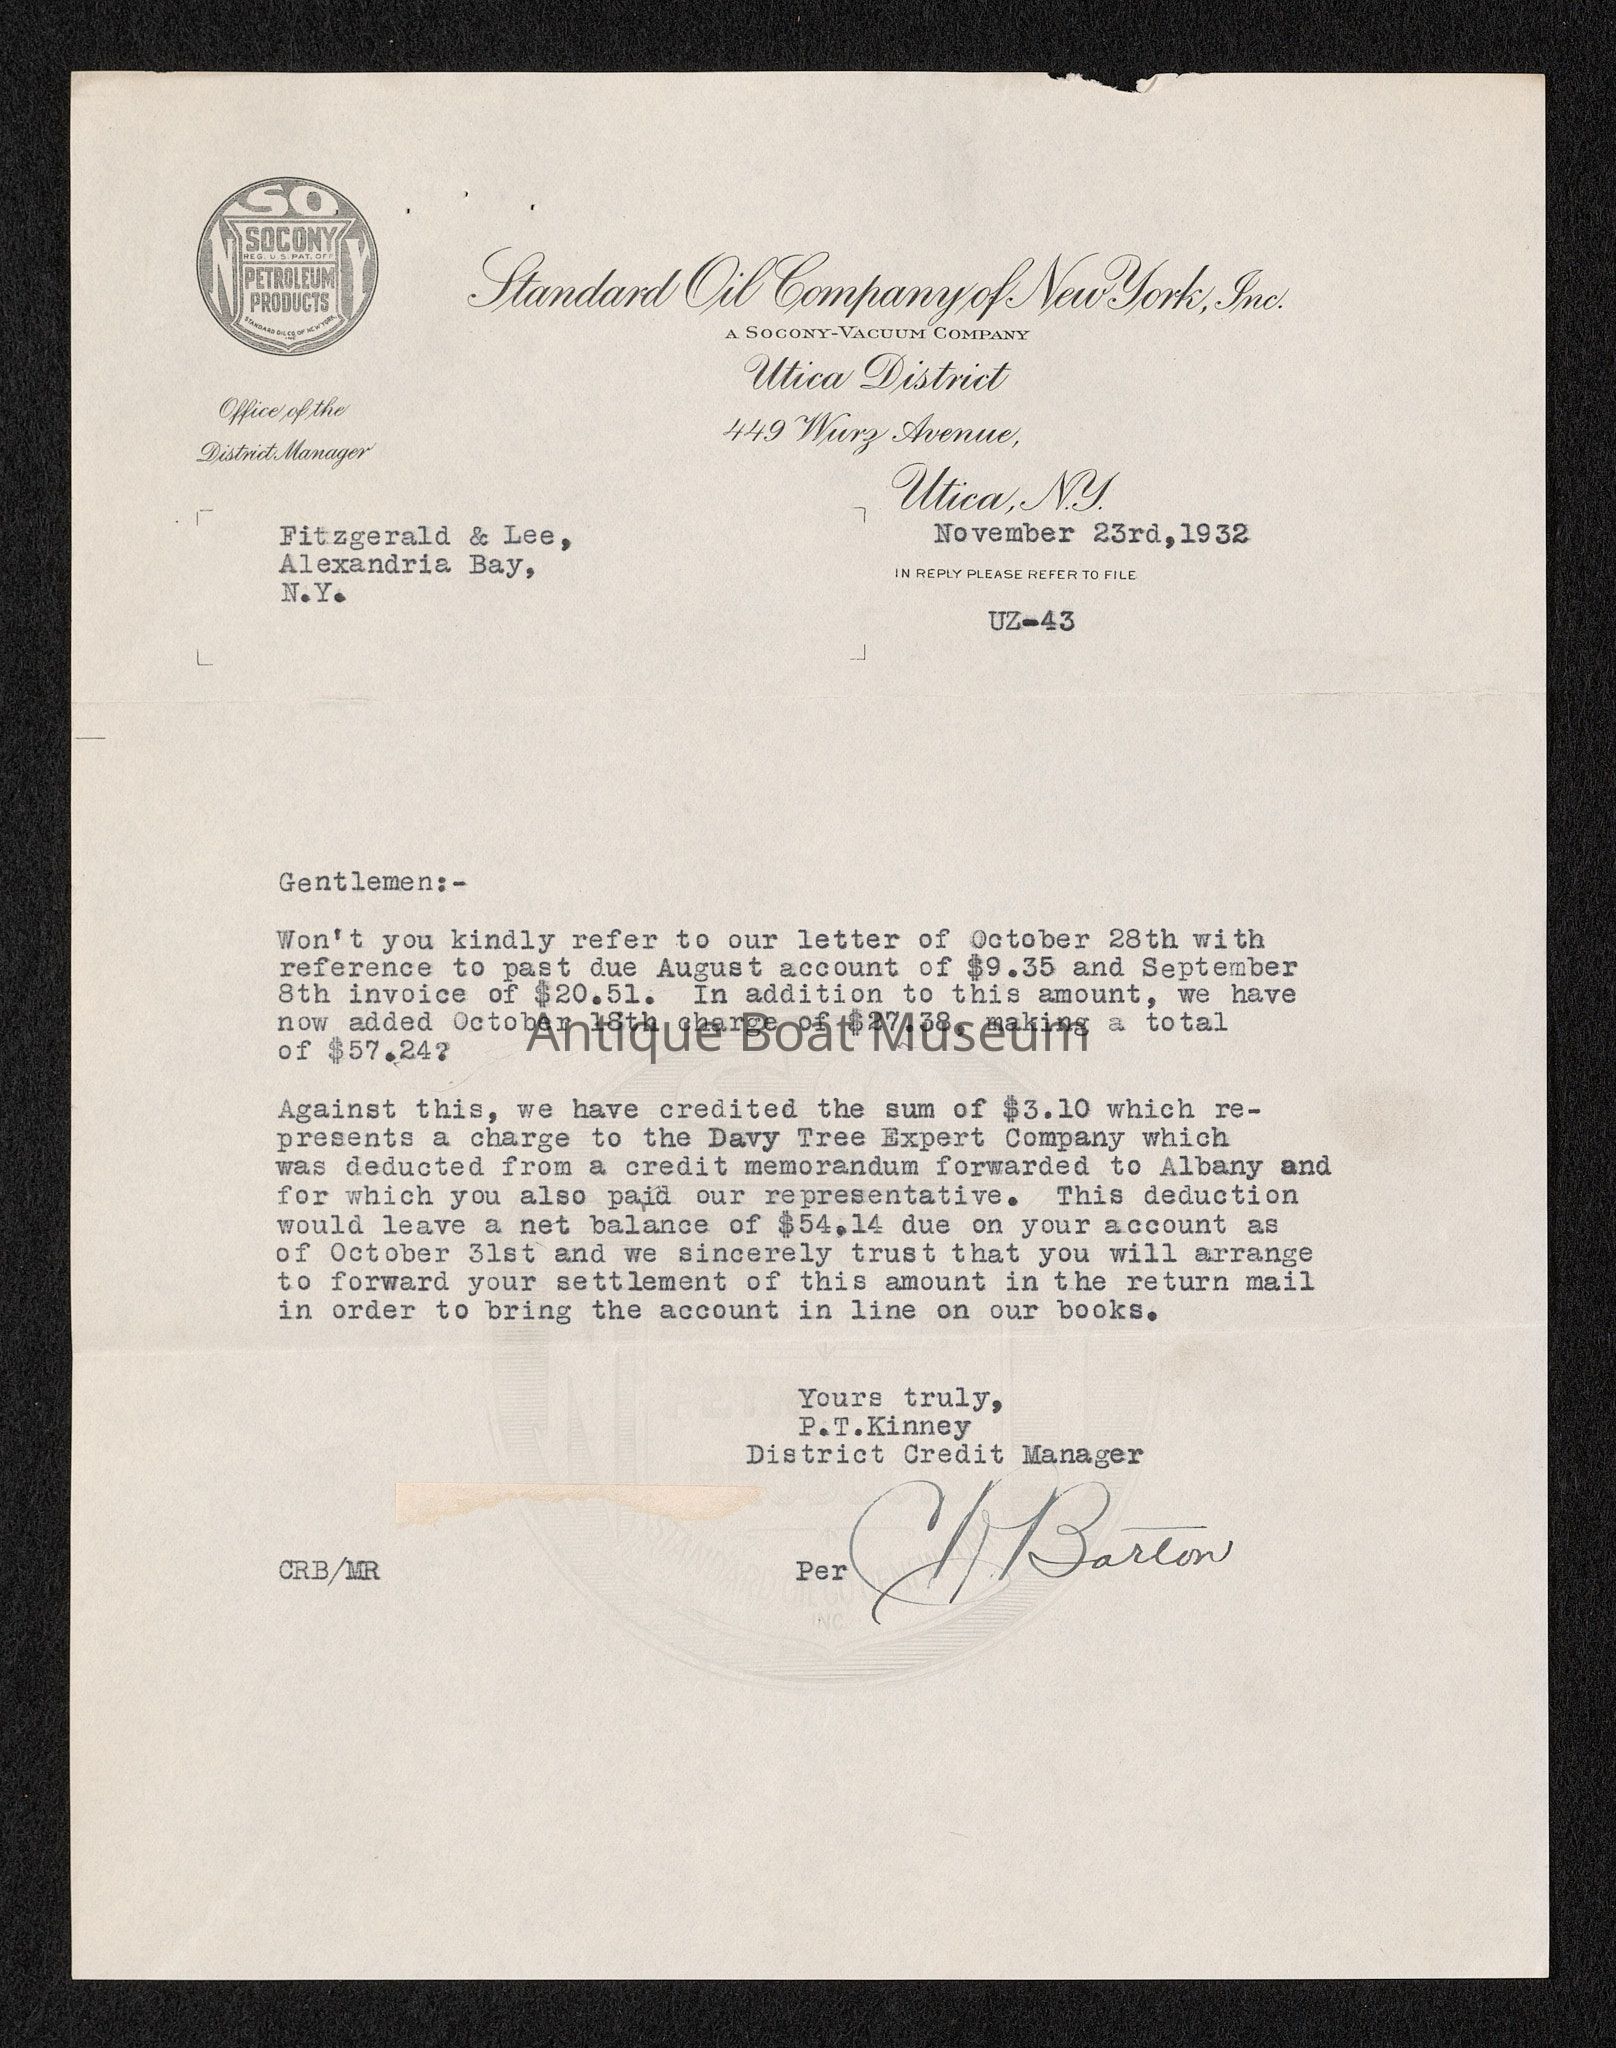 SO
N
Y
SOCONY
REG. U.S. PAT. OFF
PETROLEUM
PRODUCTS
STANDARD OIL CO. OF NEW YORK
INC.
Standard Oil Company of New York, Inc.
A SOCONY-VACUUM COMPANY
Utica District
449 Wurz Avenue,
Utica, N.Y.
Office of the
District Manager
Fitzgerald & Lee,
Alexandria Bay,
N.Y.
November 23rd,1932
IN REPLY PLEASE REFER TO FILE
UZ-43
Gentlemen:-
Won't you kindly refer to our letter of October 28th with
reference to past due August account of $9.35 and September
8th invoice of $20.51. In addition to this amount, we have
now added October 18th charge of $27.38, making a total
of $57.24?
Antique Boat Museum
Against this, we have credited the sum of $3.10 which re-
presents a charge to the Davy Tree Expert Company which
was deducted from a credit memorandum forwarded to Albany and
for which you also paid our representative. This deduction
would leave a net balance of $54.14 due on your account as
of October 31st and we sincerely trust that you will arrange
to forward your settlement of this amount in the return mail
in order to bring the account in line on our books.
Yours truly,
P.T.Kinney
District Credit Manager
CRB/MR
Per C R Barton
INC.